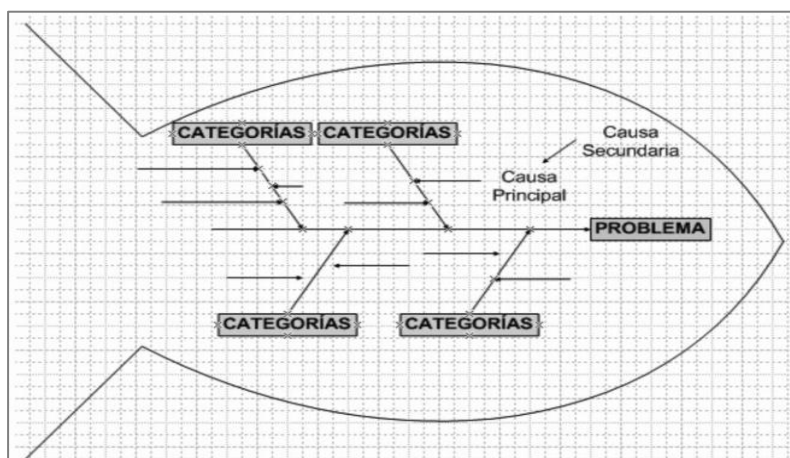 CATEGORÍAS
CATEGORÍAS
Causa
Secundaria
Causa
Principal
PROBLEMA
CATEGORÍAS
CATEGORÍAS